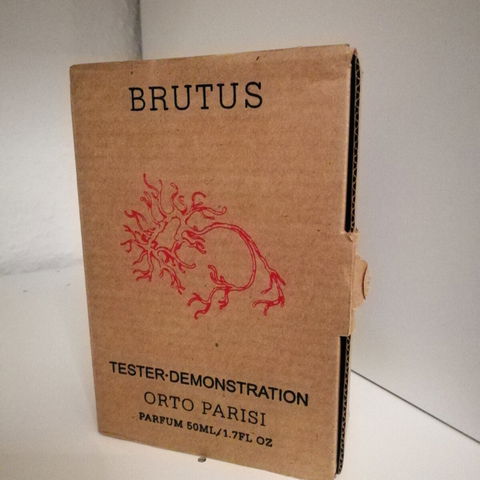 BRUTUS
TESTER·DEMONSTRATION
ORTO PARISI
PARFUM 50ML/1.7FL OZ